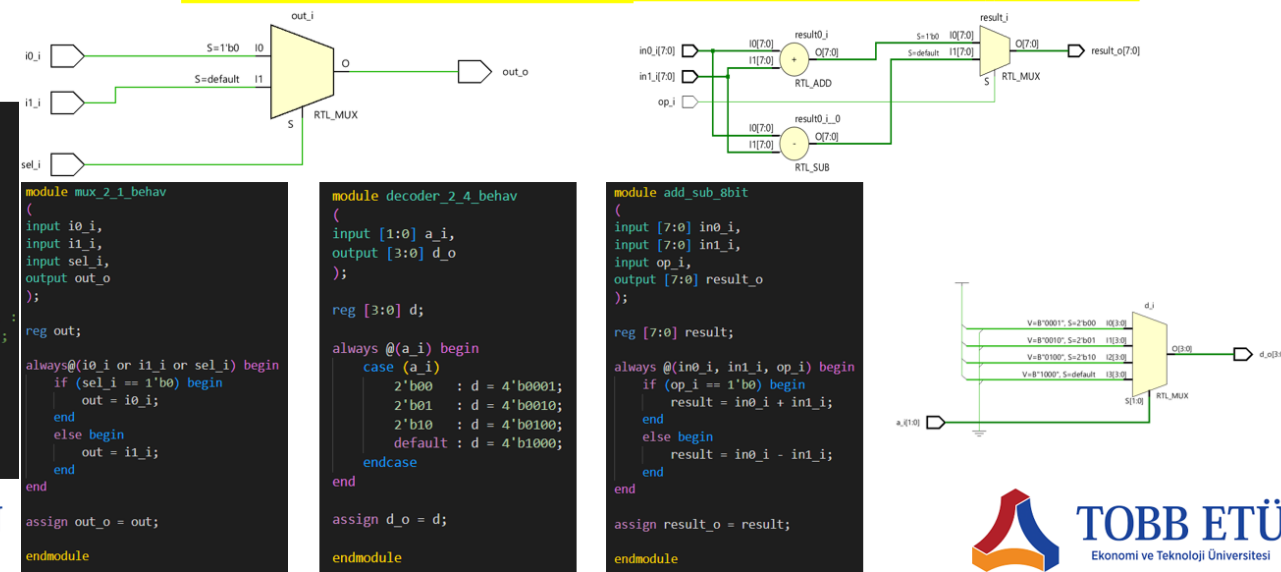 out_i
i0_i
S=1'b0 I0
S=default I1
i1_i
O
out_o
S
RTL_MUX
sel_i
result_i
result0_i
in0_i[7:0]
I0[7:0]
O[7:0]
I1[7:0]
in1_i[7:0]
+
RTL_ADD
S=1'b0 I0[7:0]
S=default I1[7:0]
O[7:0]
result_o[7:0]
S
RTL_MUX
op_i
result0_i__0
I0[7:0]
O[7:0]
I1[7:0]
-
RTL_SUB
:
;
module mux_2_1_behav
(
input i0_i,
input i1_i,
input sel_i,
output out_o
);
reg out;
always@(i0_i or i1_i or sel_i) begin
if (sel_i == 1'b0) begin
out = i0_i;
end
else begin
out = i1_i;
end
end
assign out_o = out;
endmodule
module decoder_2_4_behav
(
input [1:0] a_i,
output [3:0] d_o
);
reg [3:0] d;
always @(a_i) begin
case (a_i)
2'b00 : d = 4'b0001;
2'b01 : d = 4'b0010;
2'b10 : d = 4'b0100;
default : d = 4'b1000;
endcase
end
assign d_o = d;
endmodule
module add_sub_8bit
(
input [7:0] in0_i,
input [7:0] in1_i,
input op_i,
output [7:0] result_o
);
reg [7:0] result;
always @(in0_i, in1_i, op_i) begin
if (op_i == 1'b0) begin
result = in0_i + in1_i;
end
else begin
result = in0_i - in1_i;
end
end
assign result_o = result;
endmodule
d_i
V=B"0001", S=2'b00 I0[3:0]
V=B"0010", S=2'b01 I1[3:0]
V=B"0100", S=2'b10 I2[3:0]
V=B"1000", S=default I3[3:0]
O[3:0]
d_o[3:
S[1:0]
RTL_MUX
a_i[1:0]
TOBB ETÜ
Ekonomi ve Teknoloji Üniversitesi